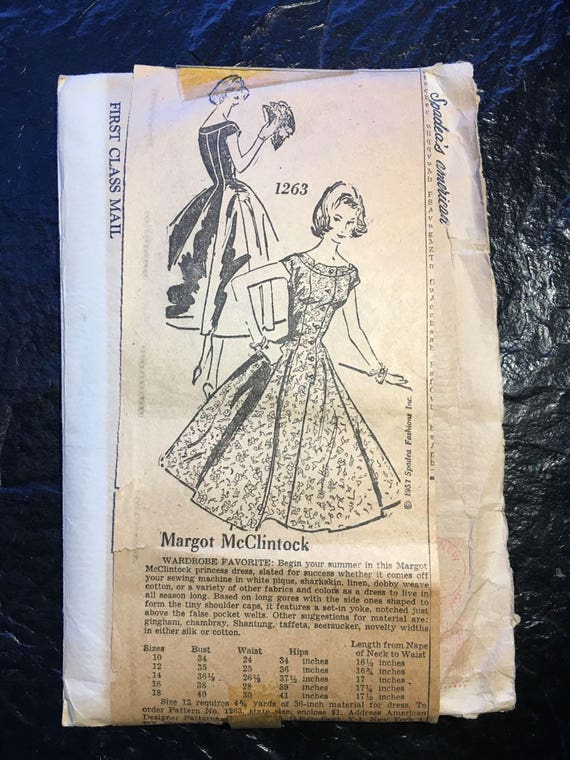 FIRST CLASS MAIL
Spadea's american
1263
© 1957 Spadea Fashions Inc.
Margot McClintock
WARDROBE FAVORITE: Begin your summer in this Margot
McClintock princess dress, slated for success whether it comes off
your sewing machine in white pique, sharkskin, linen, dobby weave
cotton, or a variety of other fabrics and colors as a dress to live in
all season long. Based on long gores with the side ones shaped to
form the tiny shoulder caps, it features a set-in yoke, notched just
above the false pocket welts. Other suggestions for material are:
gingham, chambray, Shantung, taffeta, seersucker, novelty widths
in either silk or cotton.
Sizes Bust Waist Hips Length from Nape of Neck to Waist
10 34 24 34 inches 16½ inches
12 35 25 36 inches 16¾ inches
14 36½ 26½ 37½ inches 17 inches
16 38 28 39 inches 17¼ inches
18 40 30 41 inches 17½ inches
Size 12 requires 4⅝ yards of 36-inch material for dress. To
order Pattern No. 1263, state size, enclose $1. Address American
Designer Patterns